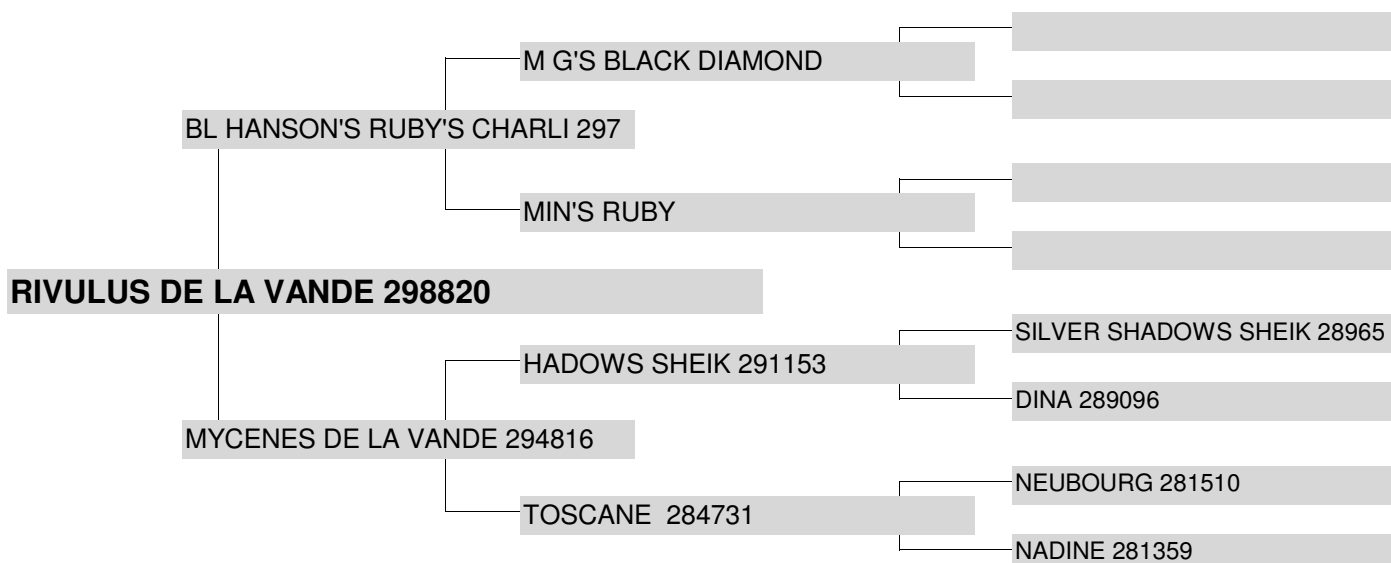 M G'S BLACK DIAMOND
BL HANSON'S RUBY'S CHARLI 297
MIN'S RUBY
RIVULUS DE LA VANDE 298820
SILVER SHADOWS SHEIK 28965
HADOWS SHEIK 291153
DINA 289096
MYCENES DE LA VANDE 294816
NEUBOURG 281510
TOSCANE 284731
NADINE 281359